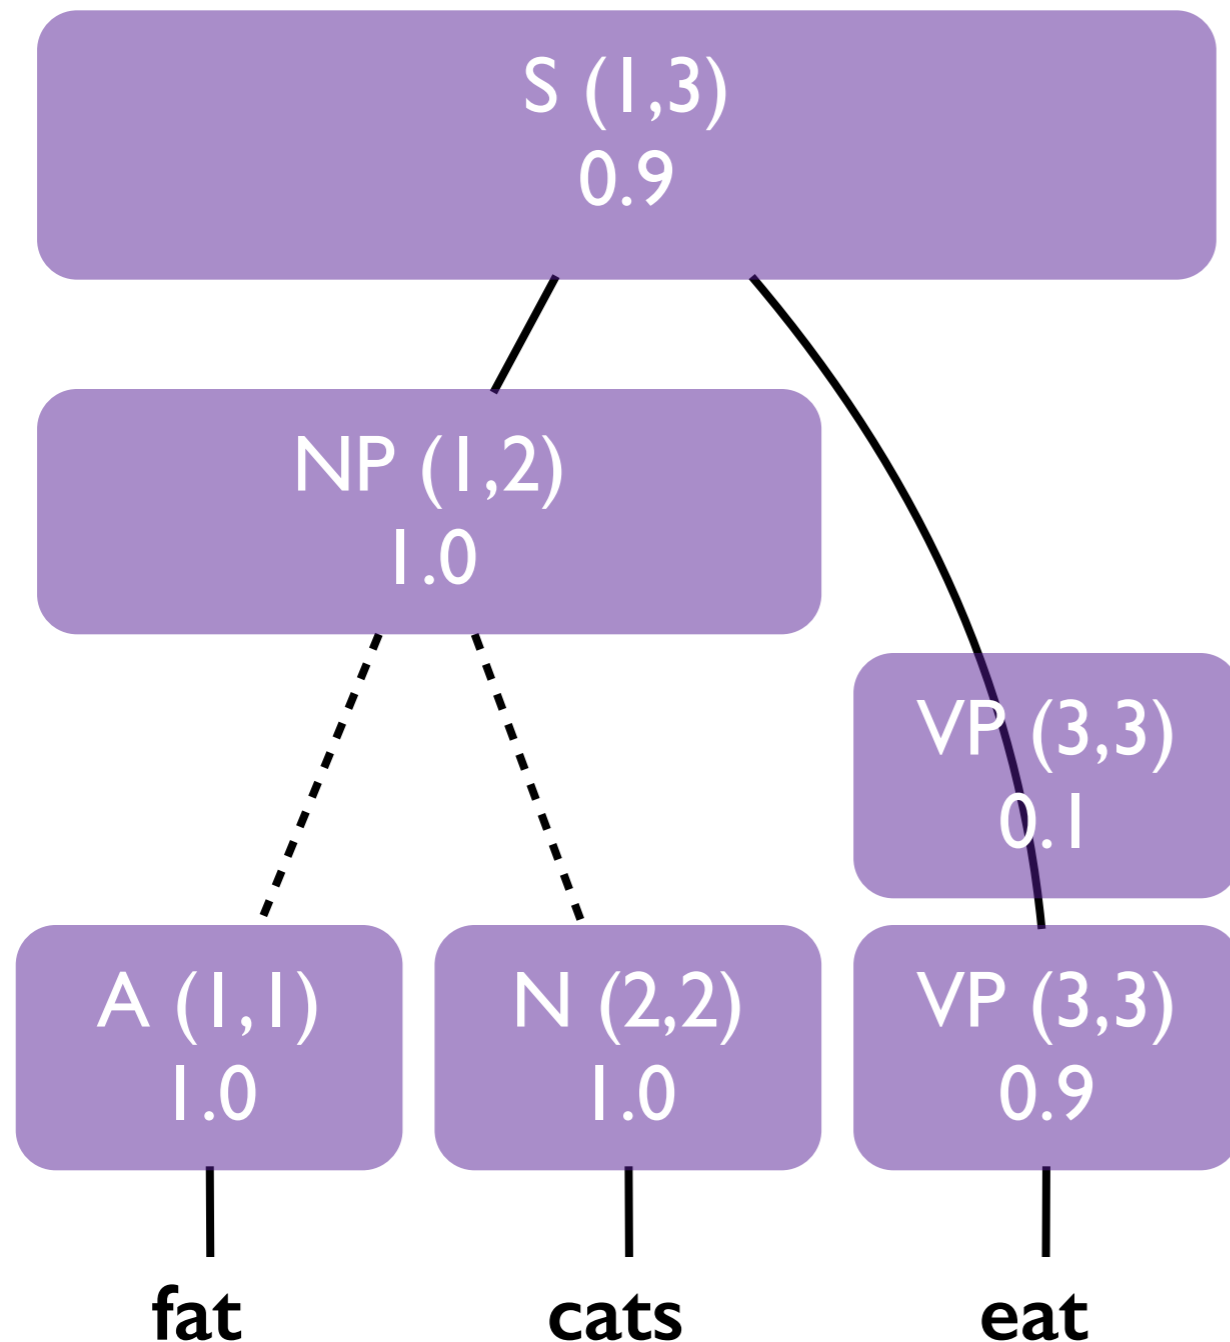 S (1,3)
0.9
NP (1,2)
1.0
VP (3,3)
0.1
A (1,1)
1.0
N (2,2)
1.0
VP (3,3)
0.9
fat
cats
eat